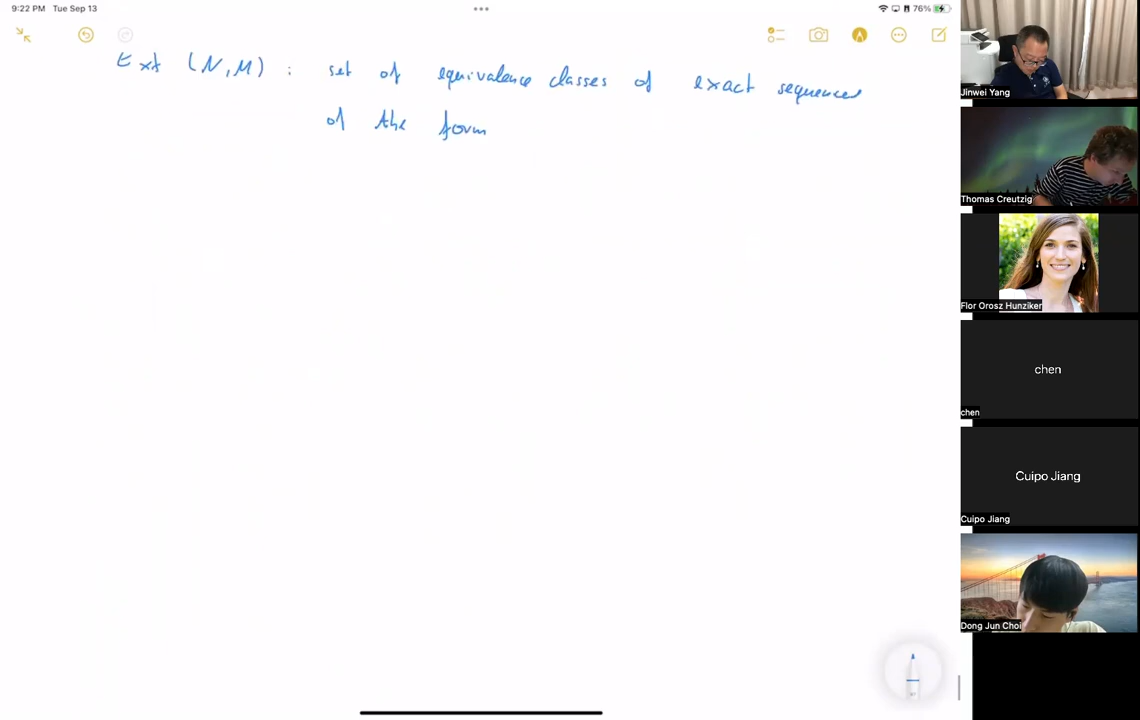 9:22 PM Tue Sep 13
76%
Ext (N,M) : set of equivalence classes of exact sequences
of the form
Jinwei Yang
Thomas Creutzig
Flor Orosz Hunziker
chen
chen
Cuipo Jiang
Cuipo Jiang
Dong Jun Choi